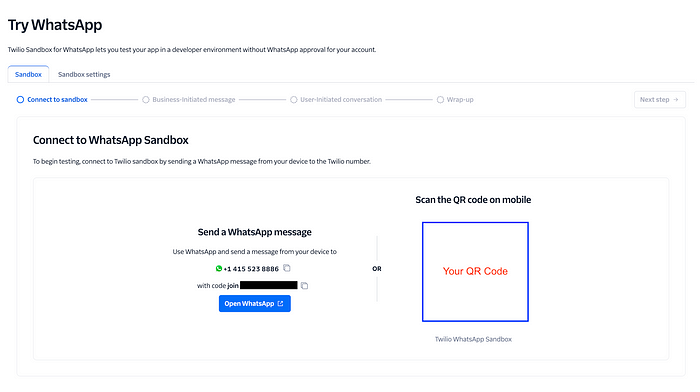 Try WhatsApp
Twilio Sandbox for WhatsApp lets you test your app in a developer environment without WhatsApp approval for your account.
Sandbox
Sandbox settings
Connect to sandbox
Business-Initiated message
User-Initiated conversation
Wrap-up
Next step
Connect to WhatsApp Sandbox
To begin testing, connect to Twilio sandbox by sending a WhatsApp message from your device to the Twilio number.
Send a WhatsApp message
Use WhatsApp and send a message from your device to
+1 415 523 8886
with code join
Open WhatsApp
OR
Scan the QR code on mobile
Your QR Code
Twilio WhatsApp Sandbox